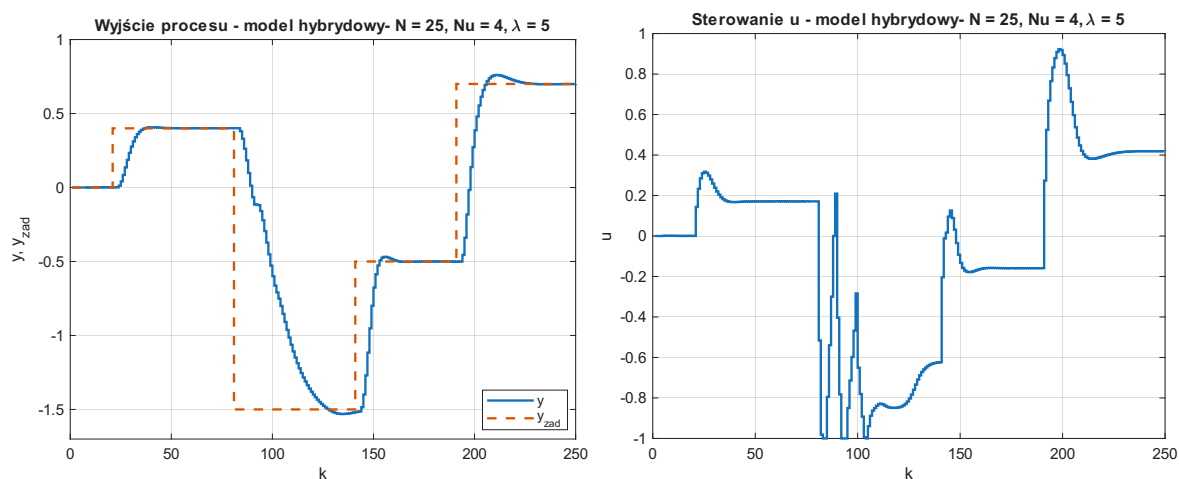 Wyjście procesu - model hybrydowy- N = 25, Nu = 4, λ = 5
1
0.5
0
-0.5
-1
-1.5
y, y_zad
0 50 100 150 200 250
k
y
y_zad
Sterowanie u - model hybrydowy- N = 25, Nu = 4, λ = 5
1
0.8
0.6
0.4
0.2
0
-0.2
-0.4
-0.6
-0.8
-1
u
0 50 100 150 200 250
k